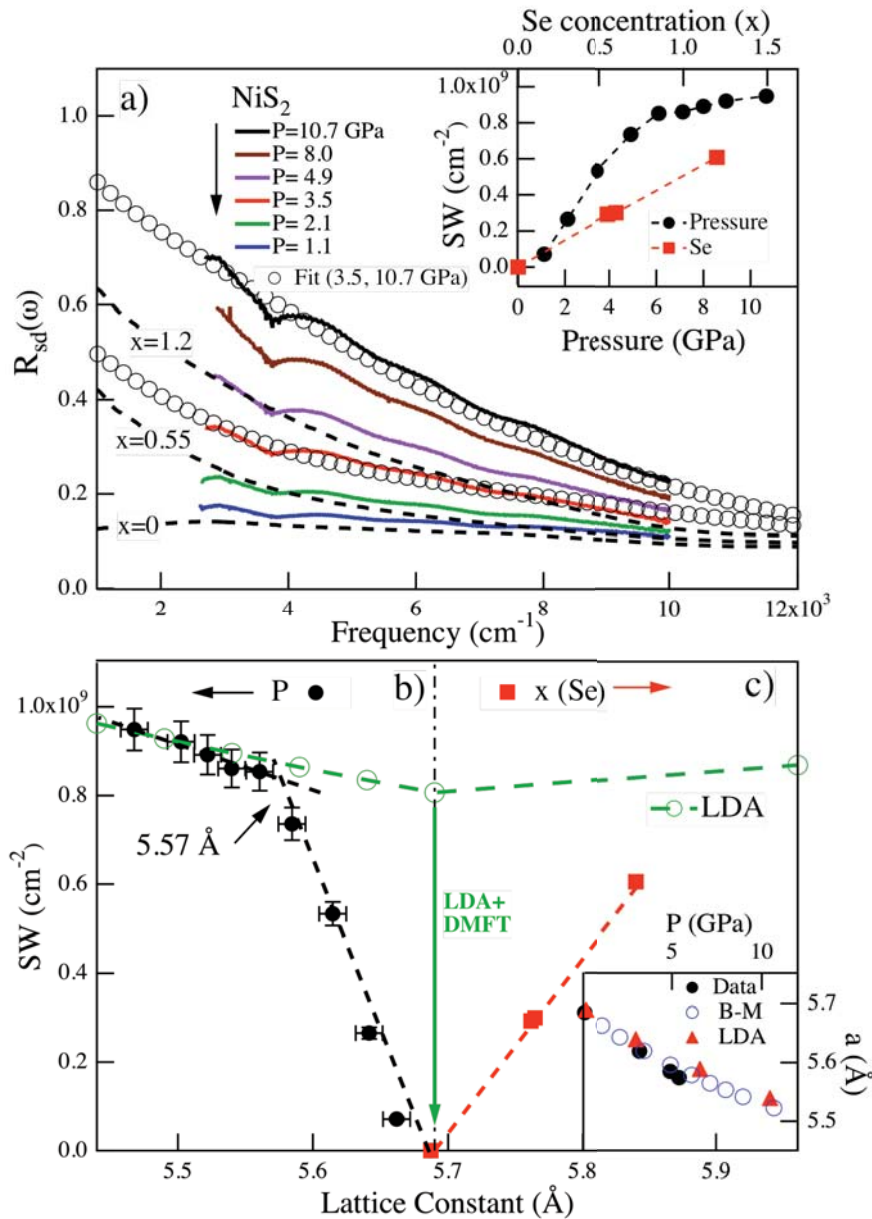 Se concentration (x)
0.0 0.5 1.0 1.5
a)
NiS₂
P=10.7 GPa
P= 8.0
P= 4.9
P= 3.5
P= 2.1
P= 1.1
Fit (3.5, 10.7 GPa)
1.0x10⁹
0.8
0.6
0.4
0.2
0.0
SW (cm⁻²)
Pressure
Se
0 2 4 6 8 10
Pressure (GPa)
1.0
0.8
0.6
0.4
0.2
0.0
R_sd(ω)
x=1.2
x=0.55
x=0
2 4 6 8 10 12x10³
Frequency (cm⁻¹)
P
b)
x (Se)
c)
1.0x10⁹
0.8
0.6
0.4
0.2
0.0
SW (cm⁻²)
5.57 Å
LDA
LDA+
DMFT
P (GPa)
5 10
Data
B-M
LDA
5.7
5.6
5.5
a (Å)
5.5 5.6 5.7 5.8 5.9
Lattice Constant (Å)